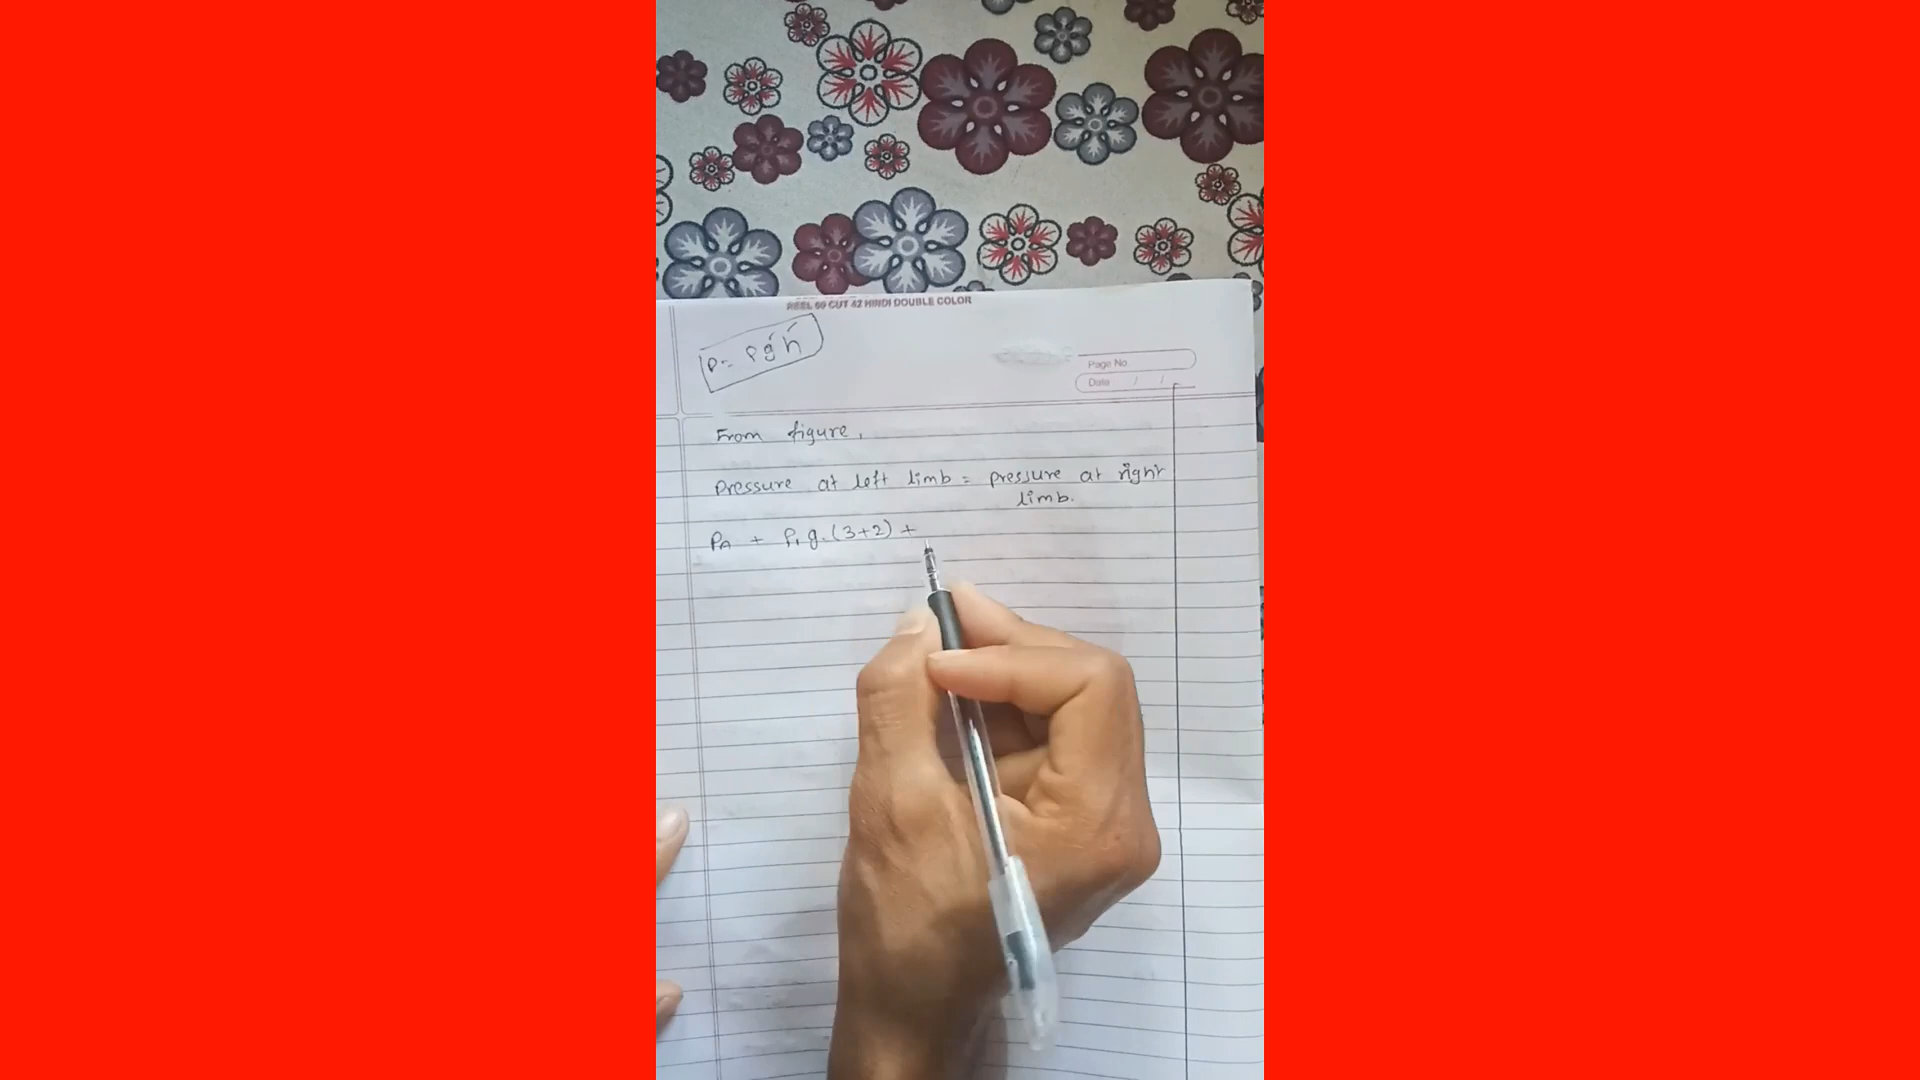 REEL 60 CUT 42 HINDI DOUBLE COLOR
P = ρgh
Page No
Date / /
From figure,
Pressure at left limb = pressure at right
limb.
PA + ρ1 g.(3+2) +